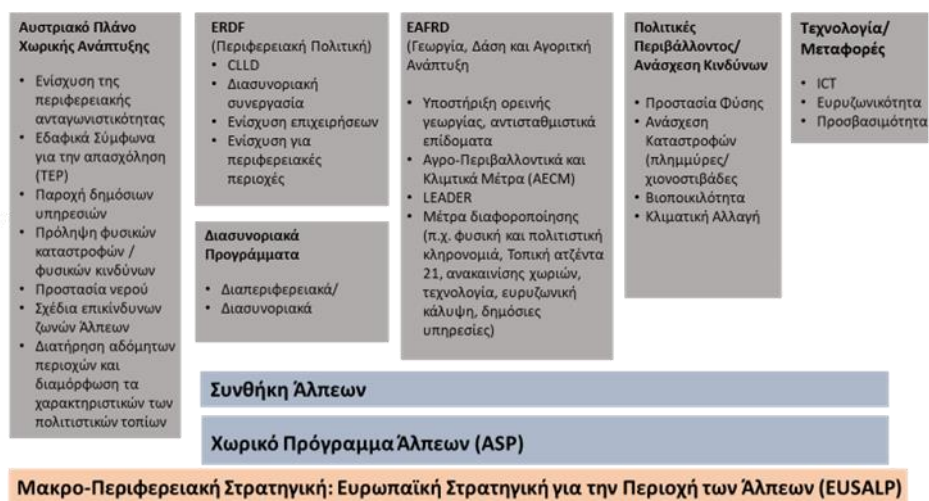 Αυστριακό Πλάνο
Χωρικής Ανάπτυξης
• Ενίσχυση της
περιφερειακής
ανταγωνιστικότητας
• Εδαφικά Σύμφωνα
για την απασχόληση
(TEP)
• Παροχή δημόσιων
υπηρεσιών
• Πρόληψη φυσικών
καταστροφών /
φυσικών κινδύνων
• Προστασία νερού
• Σχέδια επικίνδυνων
ζωνών Άλπεων
• Διατήρηση αδόμητων
περιοχών και
διαμόρφωση τα
χαρακτηριστικών των
πολιτιστικών τοπίων
ERDF
(Περιφερειακή Πολιτική)
• CLLD
• Διασυνοριακή
συνεργασία
• Ενίσχυση επιχειρήσεων
• Ενίσχυση για
περιφερειακές
περιοχές
Διασυνοριακά
Προγράμματα
• Διαπεριφερειακά/
• Διασυνοριακά
EAFRD
(Γεωργία, Δάση και Αγοριτκή
Ανάπτυξη
• Υποστήριξη ορεινής
γεωργίας, αντισταθμιστικά
επίδοματα
• Αγρο-Περιβαλλοντικά και
Κλιμτικά Μέτρα (AECM)
• LEADER
• Μέτρα διαφοροποίησης
(π.χ. φυσική και πολιτιστική
κληρονομιά, Τοπική ατζέντα
21, ανακαινίσης χωριών,
τεχνολογία, ευρυζωνική
κάλυψη, δημόσιες
υπηρεσίες)
Πολιτικές
Περιβάλλοντος/
Ανάσχεση Κινδύνων
• Προστασία Φύσης
• Ανάσχεση
Καταστροφών
(πλημμύρες/
χιονοστιβάδες
• Βιοποικιλότητα
• Κλιματική Αλλαγή
Τεχνολογία/
Μεταφορές
• ICT
• Ευρυζωνικότητα
• Προσβασιμότητα
Συνθήκη Άλπεων
Χωρικό Πρόγραμμα Άλπεων (ASP)
Μακρο-Περιφερειακή Στρατηγική: Ευρωπαϊκή Στρατηγική για την Περιοχή των Άλπεων (EUSALP)